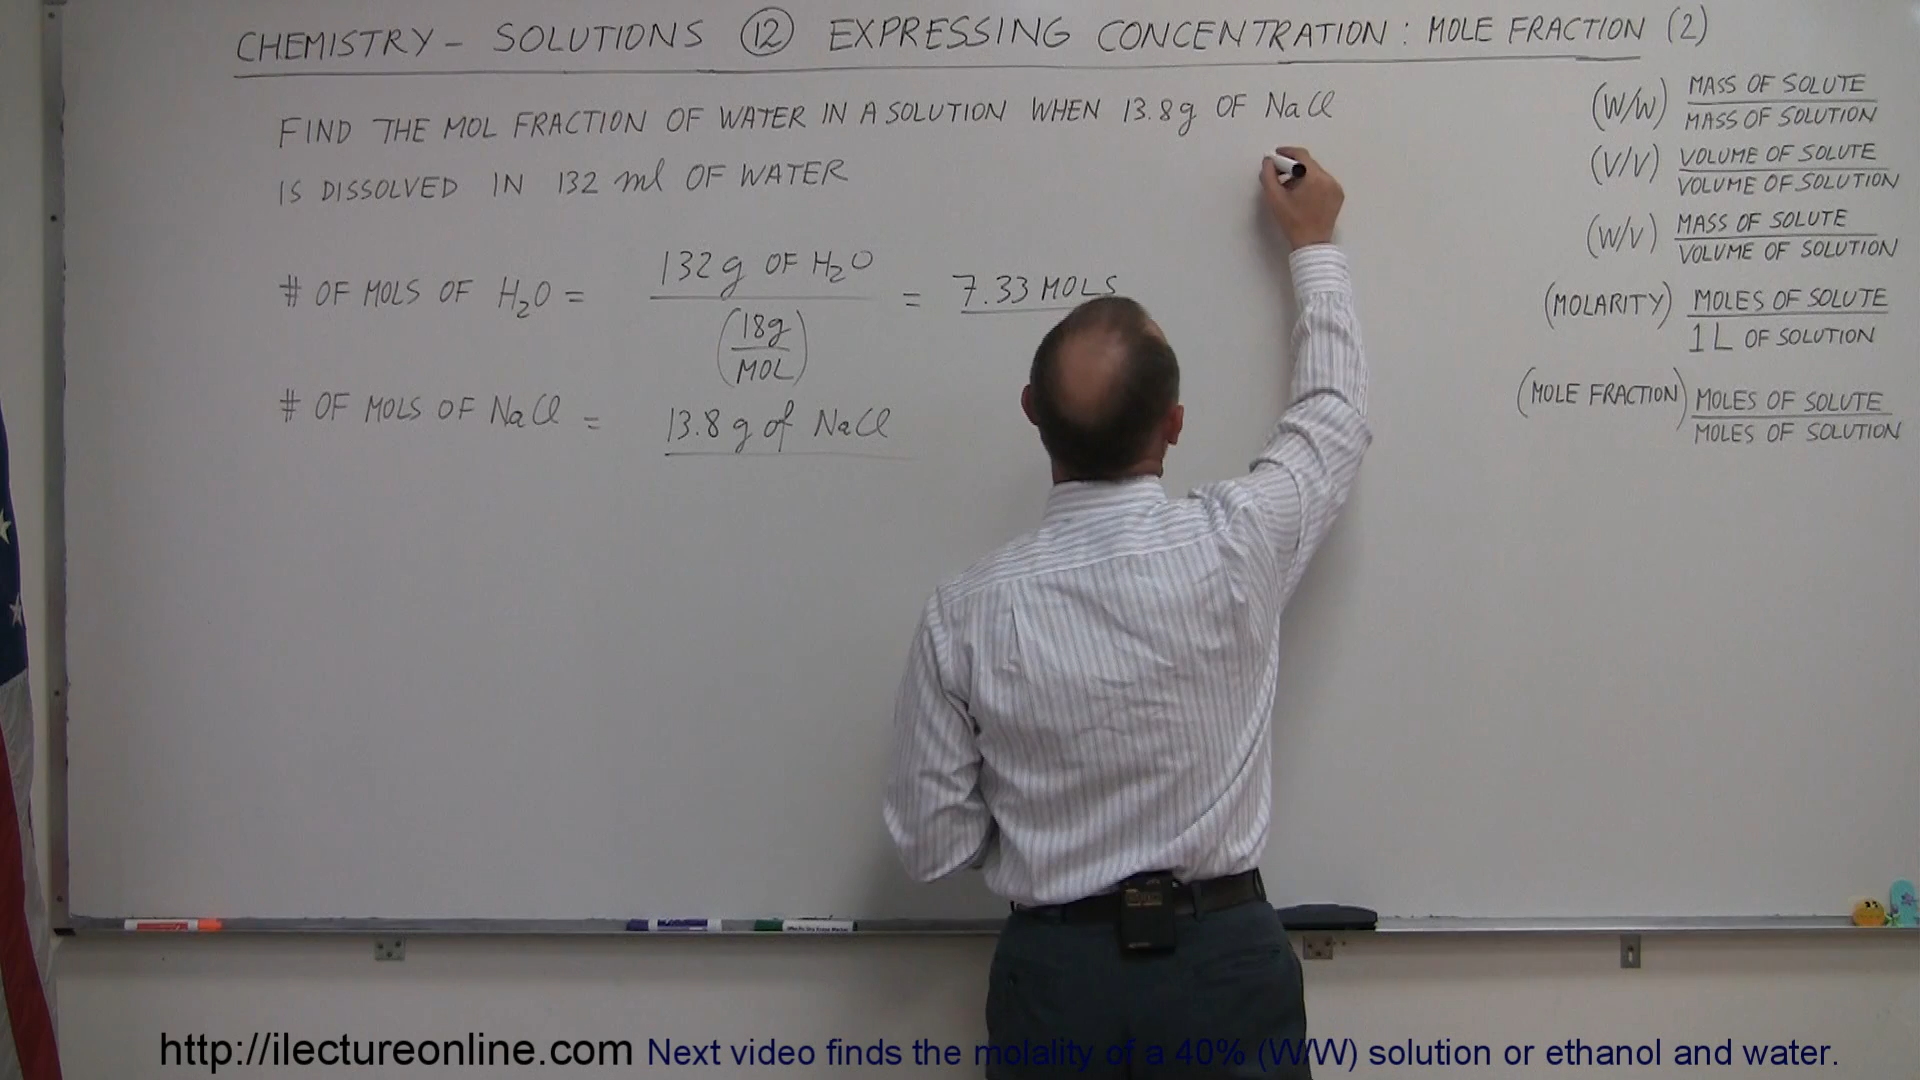 CHEMISTRY - SOLUTIONS ⑫ EXPRESSING CONCENTRATION: MOLE FRACTION (2)
FIND THE MOL FRACTION OF WATER IN A SOLUTION WHEN 13.8g OF NaCl
IS DISSOLVED IN 132 ml OF WATER
# OF MOLS OF H₂O = 132 g OF H₂O / (18g / MOL) = 7.33 MOLS
# OF MOLS OF NaCl = 13.8 g of NaCl
(W/W) MASS OF SOLUTE
MASS OF SOLUTION
(V/V) VOLUME OF SOLUTE
VOLUME OF SOLUTION
(W/V) MASS OF SOLUTE
VOLUME OF SOLUTION
(MOLARITY) MOLES OF SOLUTE
1 L OF SOLUTION
(MOLE FRACTION) MOLES OF SOLUTE
MOLES OF SOLUTION
http://ilectureonline.com Next video finds the molality of a 40% (W/W) solution or ethanol and water.